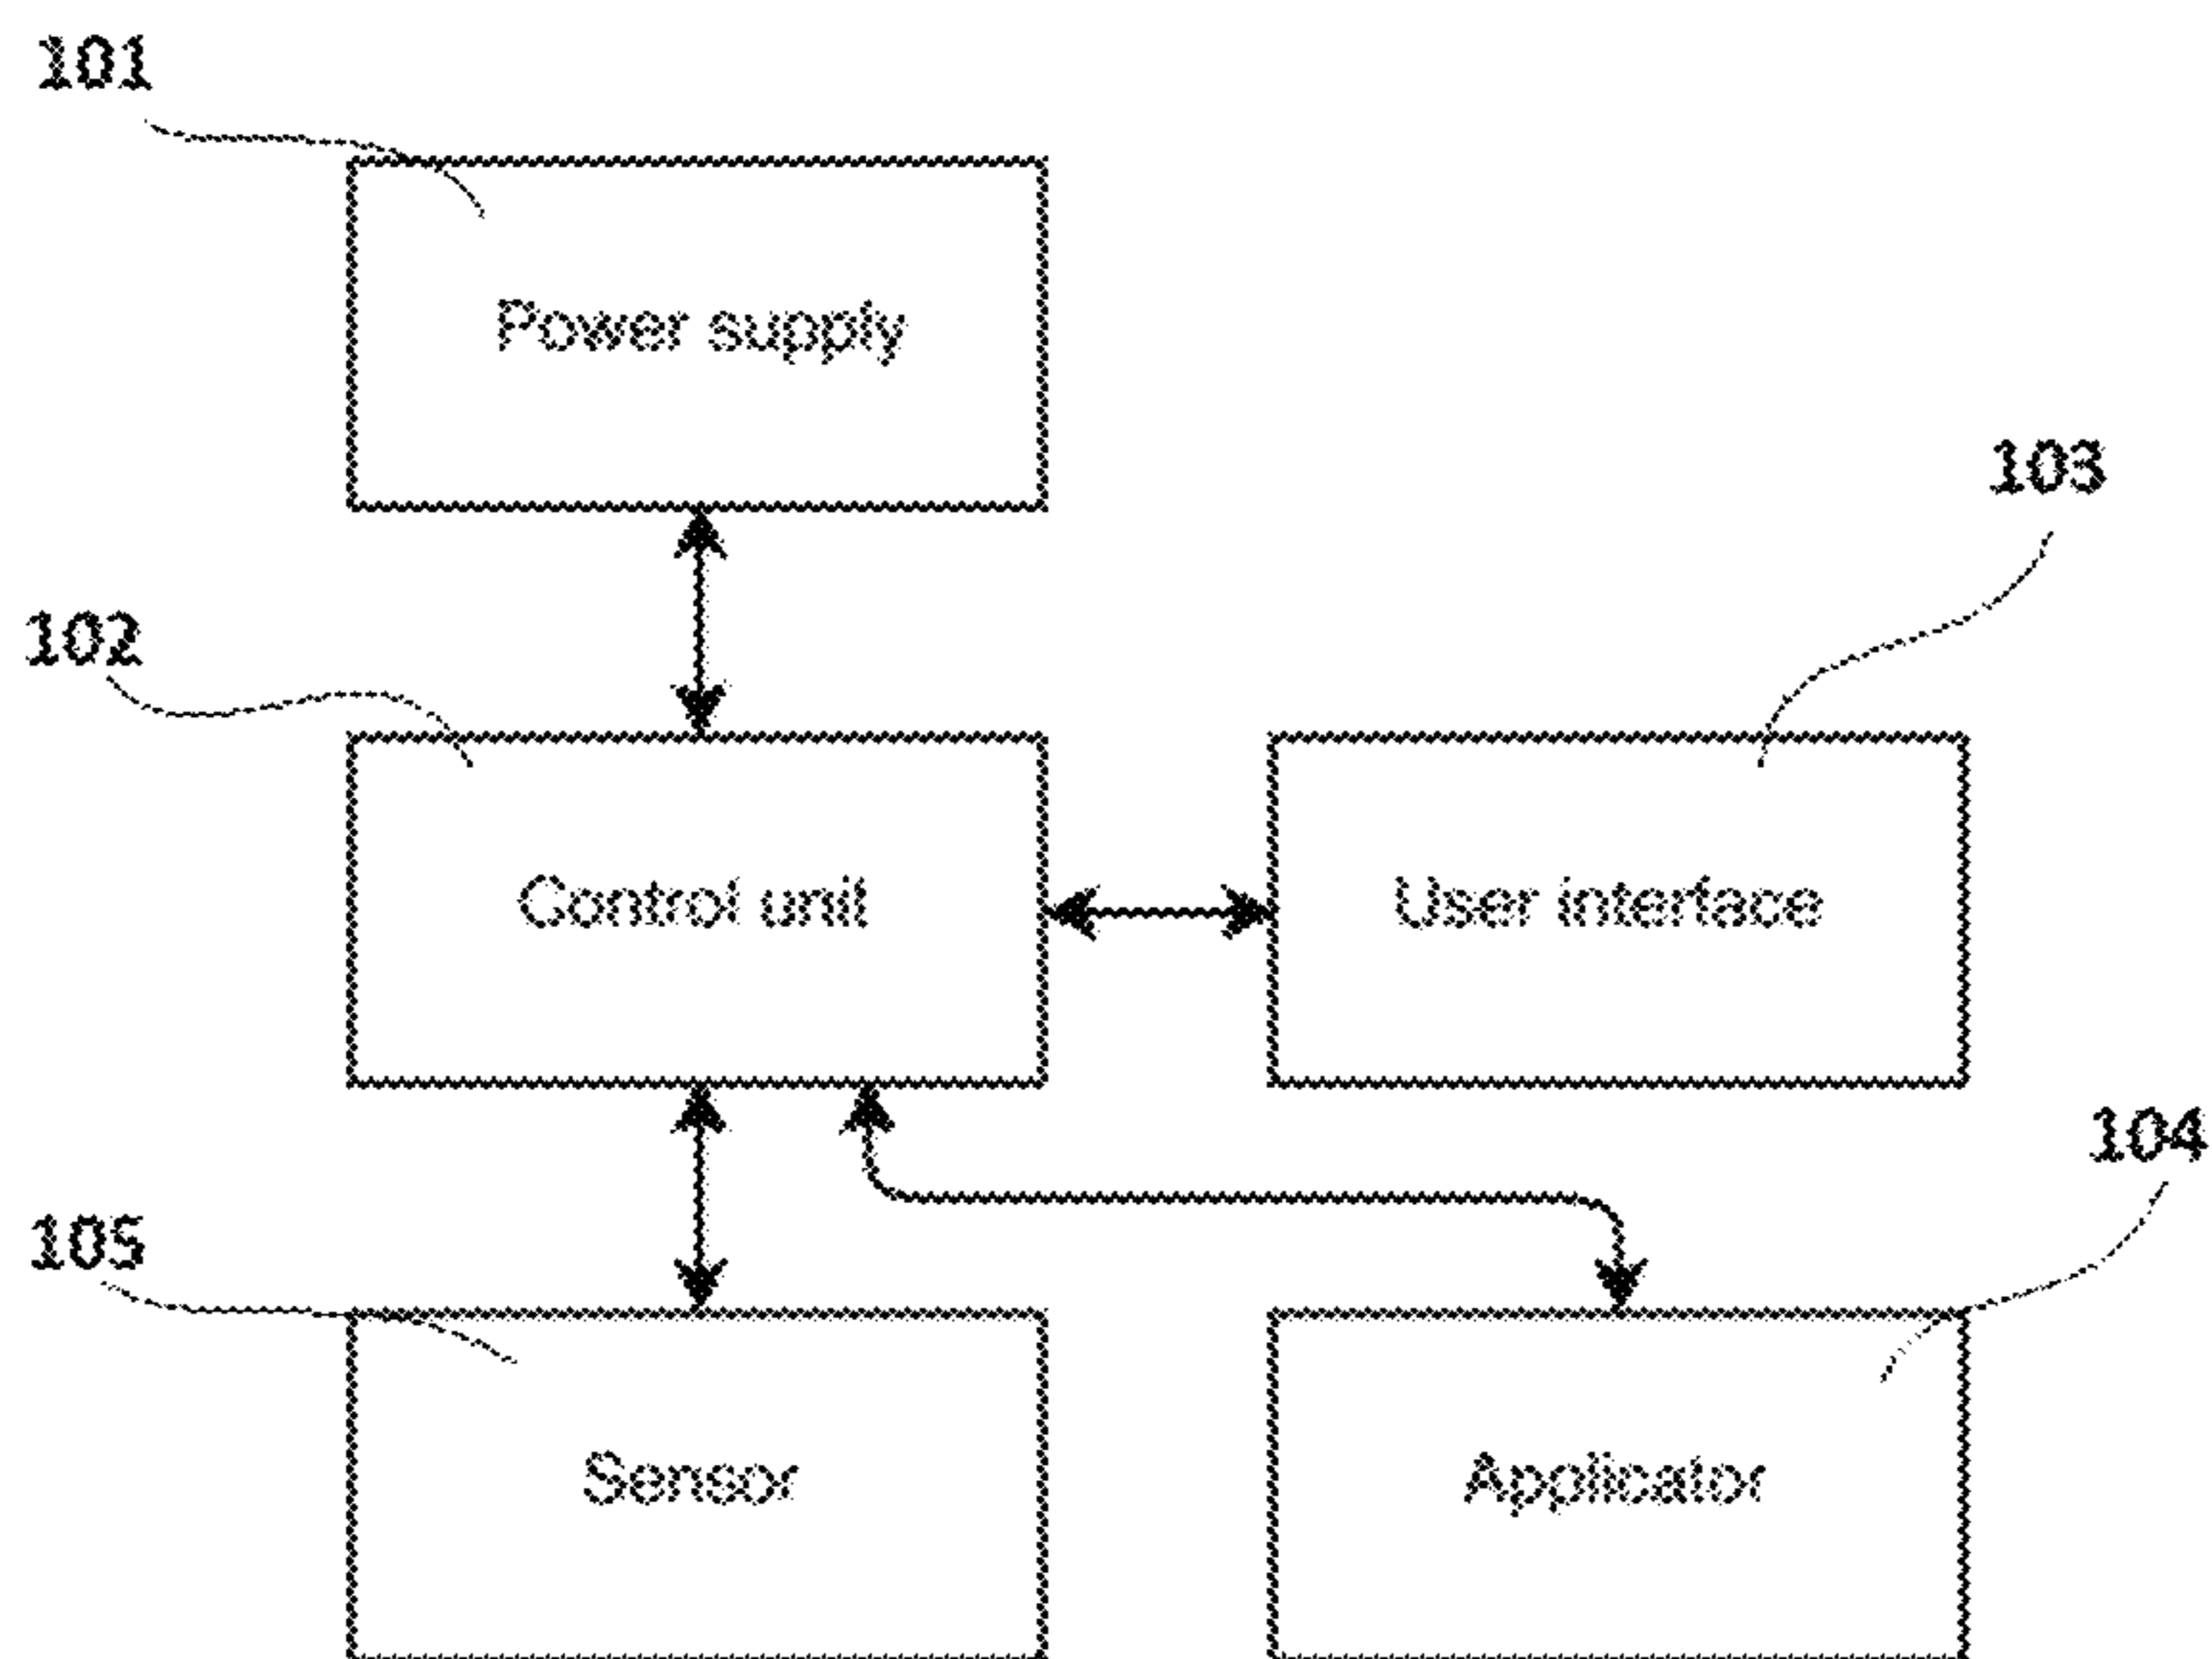 101
Power supply
103
102
Control unit
User interface
104
105
Sensor
Applicator